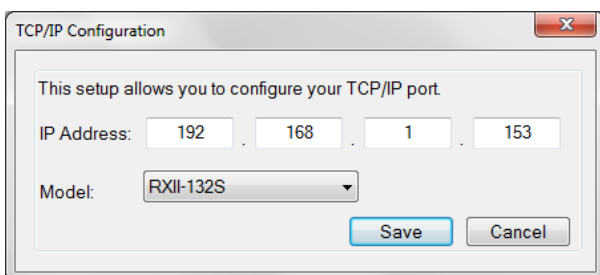 TCP/IP Configuration
This setup allows you to configure your TCP/IP port.
IP Address: 192 . 168 . 1 . 153
Model: RXII-132S
Save Cancel